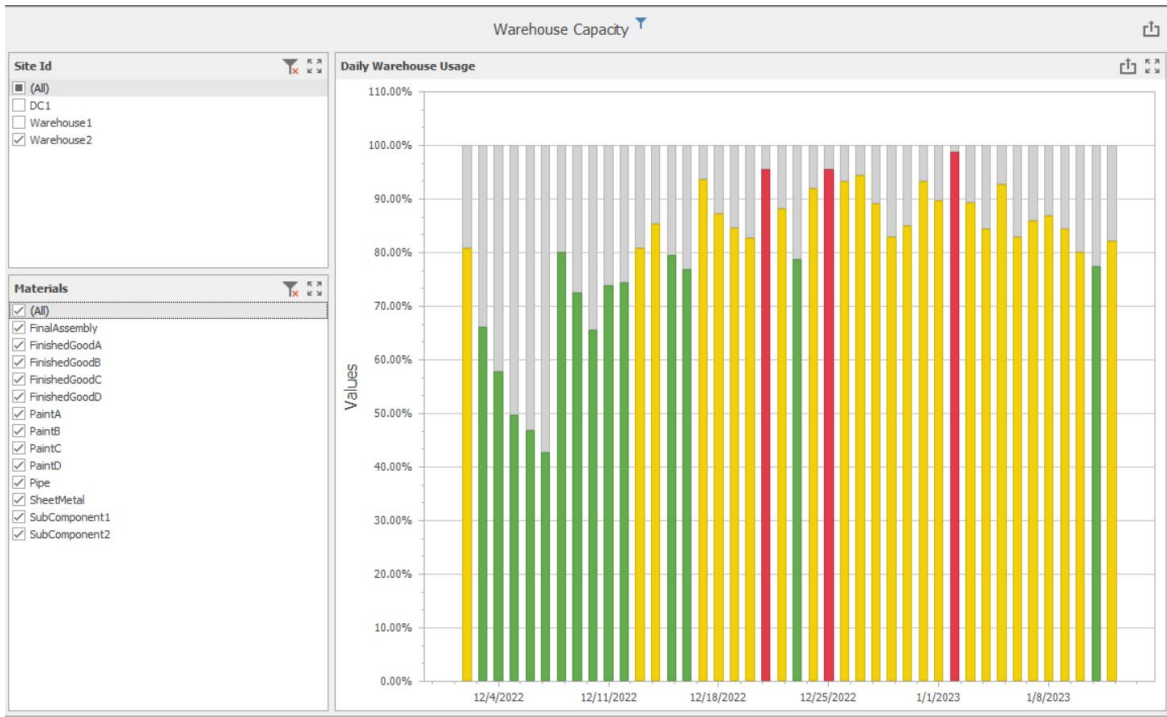 Warehouse Capacity
Site Id
(All)
DC1
Warehouse1
Warehouse2
Materials
(All)
FinalAssembly
FinishedGoodA
FinishedGoodB
FinishedGoodC
FinishedGoodD
PaintA
PaintB
PaintC
PaintD
Pipe
SheetMetal
SubComponent1
SubComponent2
Daily Warehouse Usage
Values
110.00%
100.00%
90.00%
80.00%
70.00%
60.00%
50.00%
40.00%
30.00%
20.00%
10.00%
0.00%
12/4/2022 12/11/2022 12/18/2022 12/25/2022 1/1/2023 1/8/2023